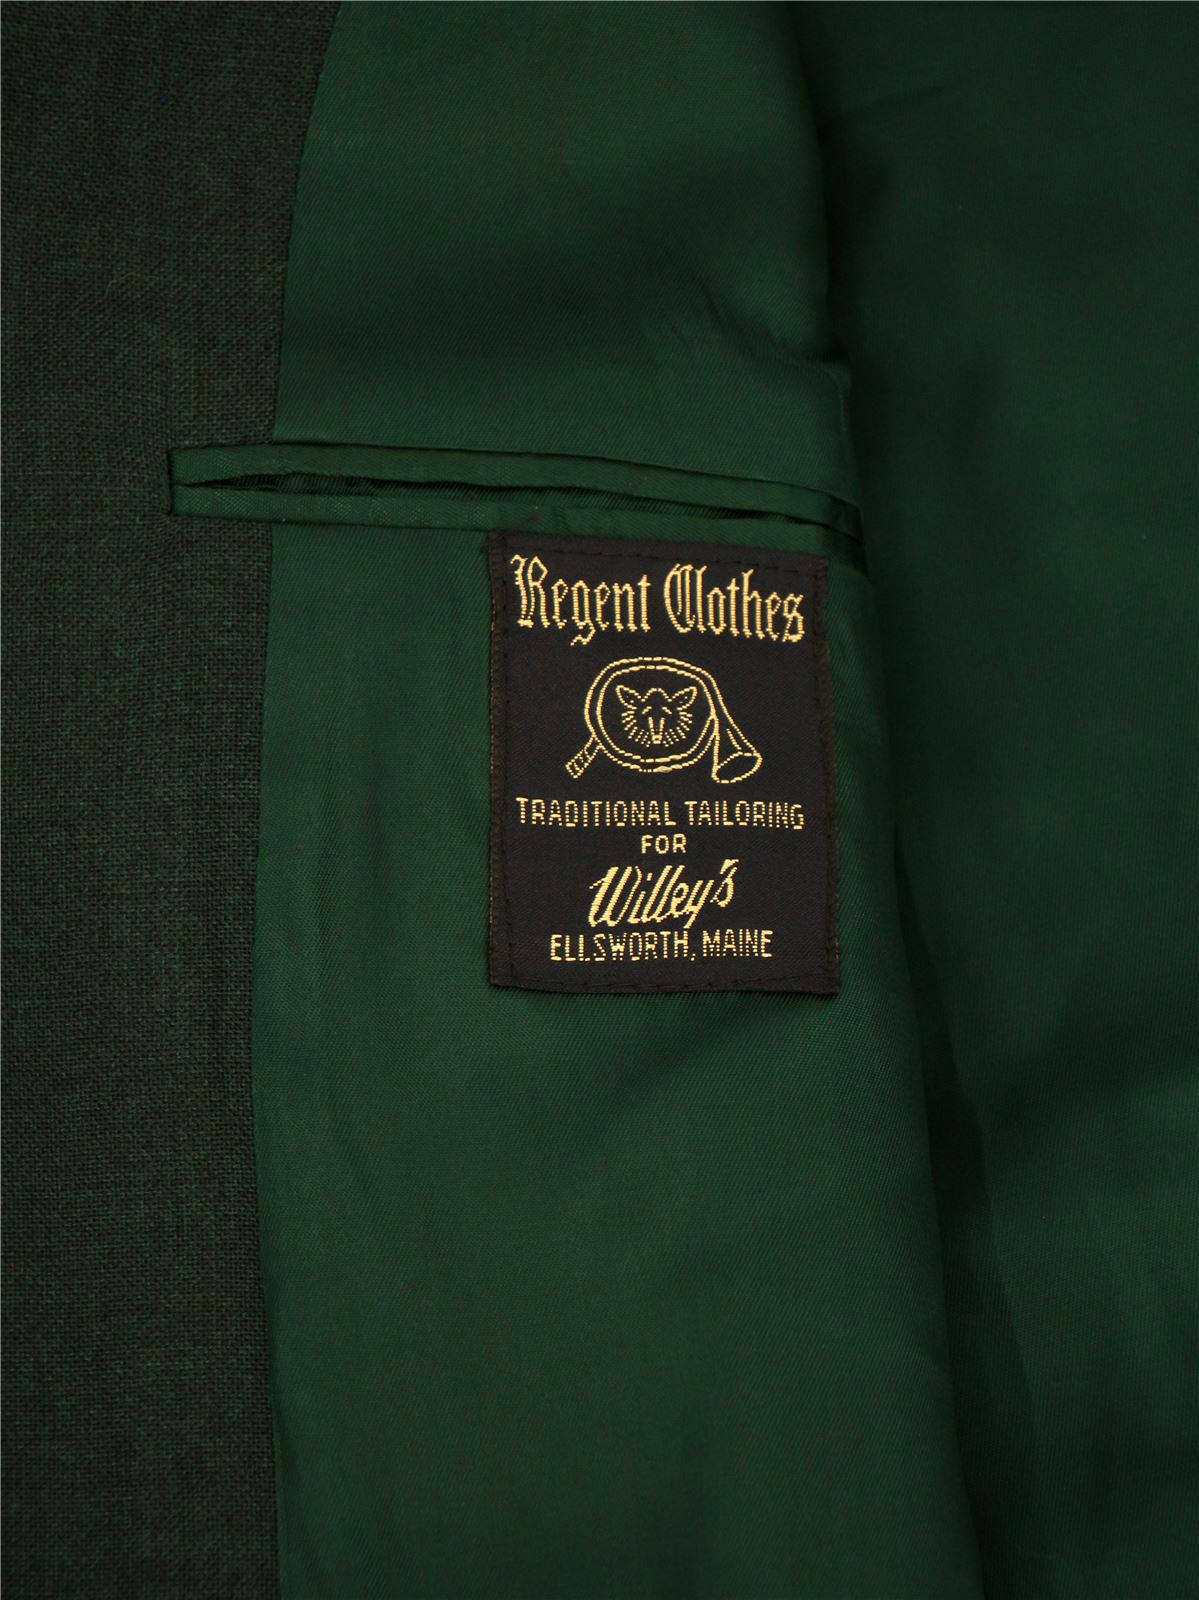 Regent Clothes
TRADITIONAL TAILORING
FOR
Willey's
ELLSWORTH, MAINE